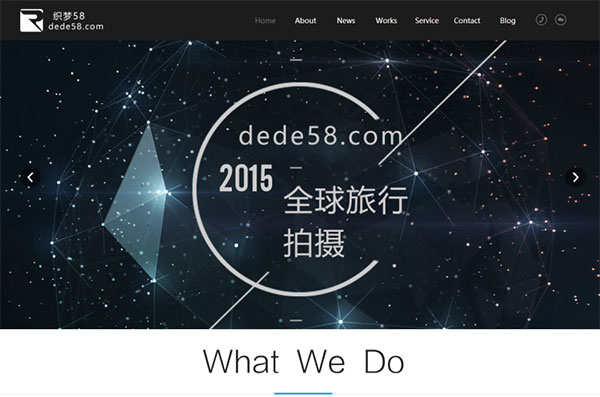 织梦58
dede58.com
Home About News Works Service Contact Blog
dede58.com
2015
全球旅行
拍摄
What We Do